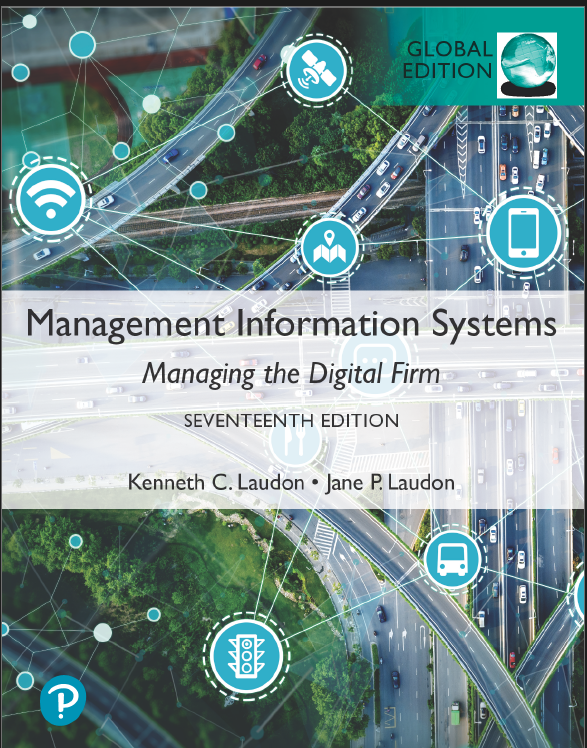 GLOBAL
EDITION
Management Information Systems
Managing the Digital Firm
SEVENTEENTH EDITION
Kenneth C. Laudon • Jane P. Laudon
P